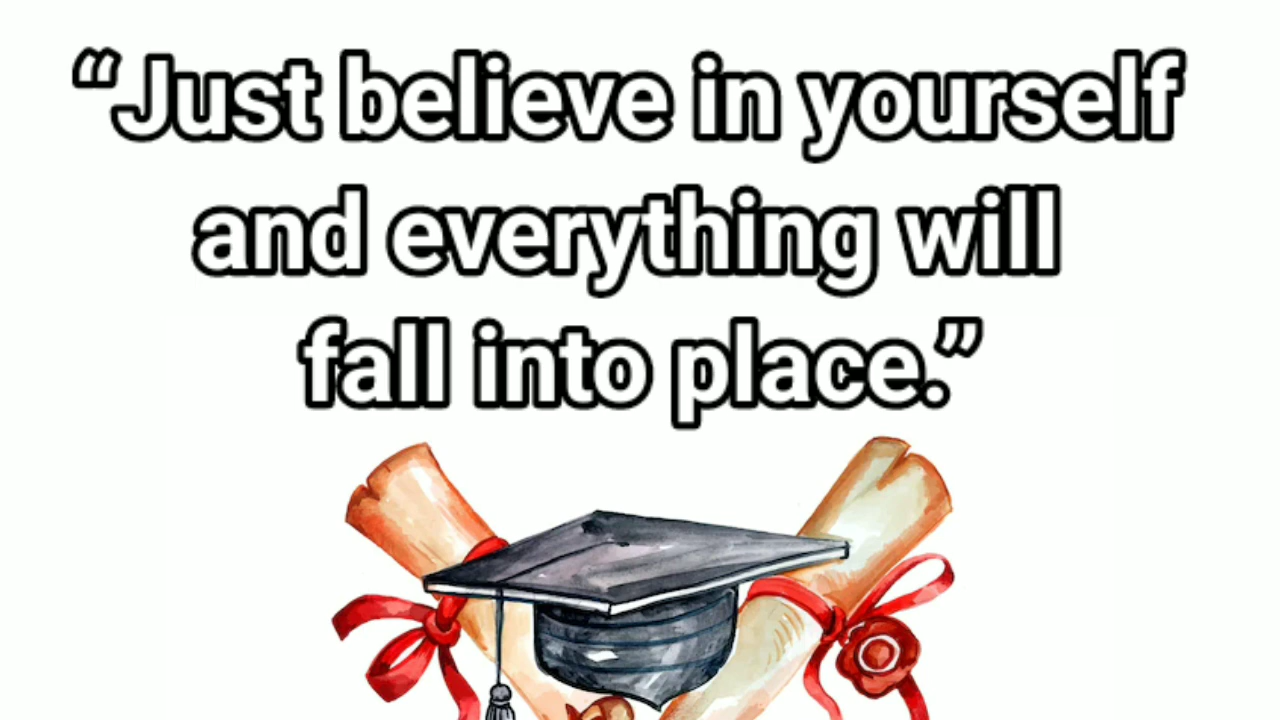 “Just believe in yourself
and everything will
fall into place.”